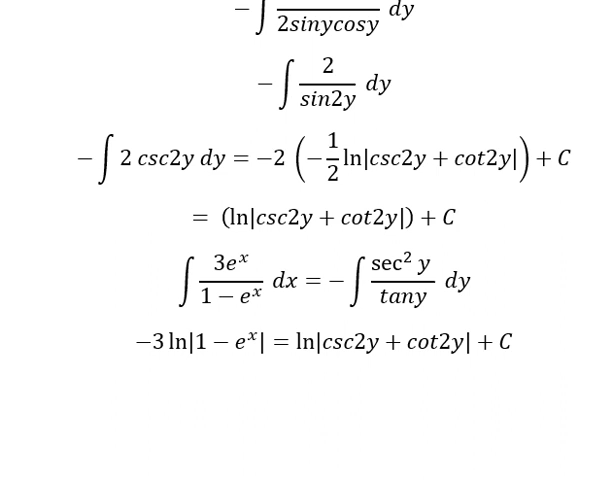 − ∫ / 2sinycosy dy
− ∫ 2 / sin2y dy
− ∫ 2 csc2y dy = −2 (−1/2 ln|csc2y + cot2y|) + C
= (ln|csc2y + cot2y|) + C
∫ 3eˣ / 1 − eˣ dx = − ∫ sec² y / tany dy
−3 ln|1 − eˣ| = ln|csc2y + cot2y| + C